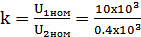 k = U₁ном / U₂ном = 10x10³ / 0.4x10³